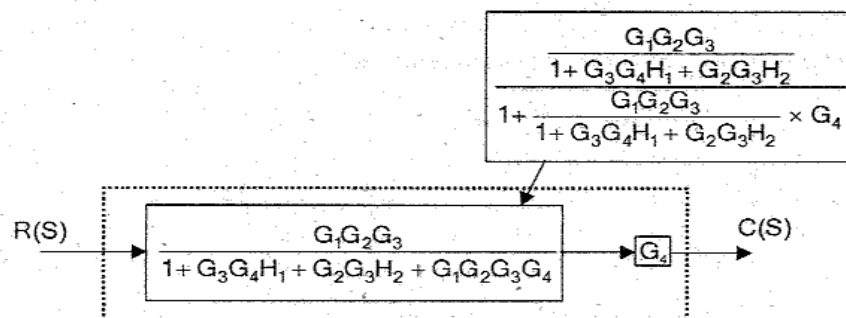 G₁G₂G₃
1+ G₃G₄H₁ + G₂G₃H₂
1+ G₁G₂G₃ / 1+ G₃G₄H₁ + G₂G₃H₂ × G₄
R(S)
G₁G₂G₃
1+ G₃G₄H₁ + G₂G₃H₂ + G₁G₂G₃G₄
G₄
C(S)